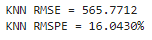 KNN RMSE = 565.7712
KNN RMSPE = 16.0430%